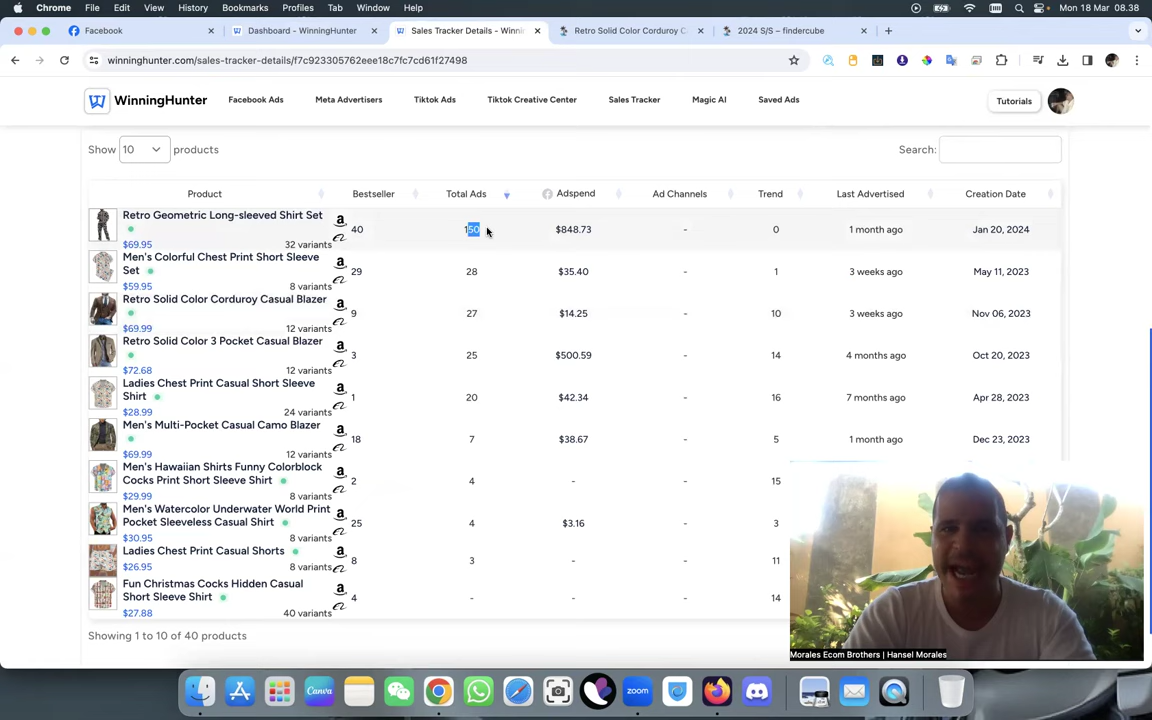 Chrome File Edit View History Bookmarks Profiles Tab Window Help Mon 18 Mar 08.38
Facebook Dashboard - WinningHunter Sales Tracker Details - Winni Retro Solid Color Corduroy C 2024 S/S – findercube
winninghunter.com/sales-tracker-details/f7c923305762eee18c7fc7cd61f27498
WinningHunter Facebook Ads Meta Advertisers Tiktok Ads Tiktok Creative Center Sales Tracker Magic AI Saved Ads Tutorials
Show 10 products Search:
Product Bestseller Total Ads Adspend Ad Channels Trend Last Advertised Creation Date
Retro Geometric Long-sleeved Shirt Set
40 150 $848.73 - 0 1 month ago Jan 20, 2024
$69.95 32 variants
Men's Colorful Chest Print Short Sleeve
Set 29 28 $35.40 - 1 3 weeks ago May 11, 2023
$59.95 8 variants
Retro Solid Color Corduroy Casual Blazer
9 27 $14.25 - 10 3 weeks ago Nov 06, 2023
$69.99 12 variants
Retro Solid Color 3 Pocket Casual Blazer
3 25 $500.59 - 14 4 months ago Oct 20, 2023
$72.68 12 variants
Ladies Chest Print Casual Short Sleeve
Shirt 1 20 $42.34 - 16 7 months ago Apr 28, 2023
$28.99 24 variants
Men's Multi-Pocket Casual Camo Blazer
18 7 $38.67 - 5 1 month ago Dec 23, 2023
$69.99 12 variants
Men's Hawaiian Shirts Funny Colorblock
Cocks Print Short Sleeve Shirt 2 4 - - 15
$29.99 8 variants
Men's Watercolor Underwater World Print
Pocket Sleeveless Casual Shirt 25 4 $3.16 - 3
$30.95 8 variants
Ladies Chest Print Casual Shorts
8 3 - - 11
$26.95 8 variants
Fun Christmas Cocks Hidden Casual
Short Sleeve Shirt 4 - - - 14
$27.88 40 variants
Showing 1 to 10 of 40 products
Morales Ecom Brothers | Hansel Morales
Canva
zoom